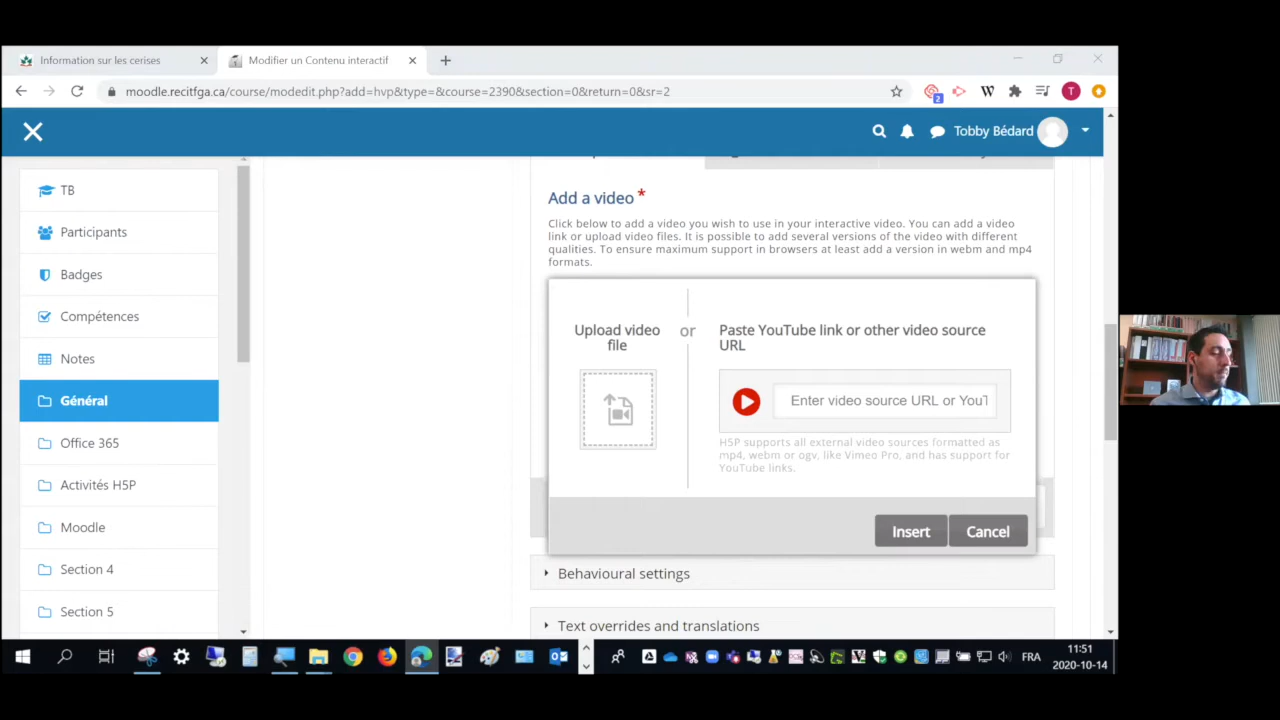 Information sur les cerises
Modifier un Contenu interactif
moodle.recitfga.ca/course/modedit.php?add=hvp&type=&course=2390&section=0&return=0&sr=2
2
W
T
Tobby Bédard
TB
Participants
Badges
Compétences
Notes
Général
Office 365
Activités H5P
Moodle
Section 4
Section 5
Add a video *
Click below to add a video you wish to use in your interactive video. You can add a video
link or upload video files. It is possible to add several versions of the video with different
qualities. To ensure maximum support in browsers at least add a version in webm and mp4
formats.
Upload video
file
or
Paste YouTube link or other video source
URL
Enter video source URL or YouT
H5P supports all external video sources formatted as
mp4, webm or ogv, like Vimeo Pro, and has support for
YouTube links.
Insert
Cancel
Behavioural settings
Text overrides and translations
FRA
11:51
2020-10-14